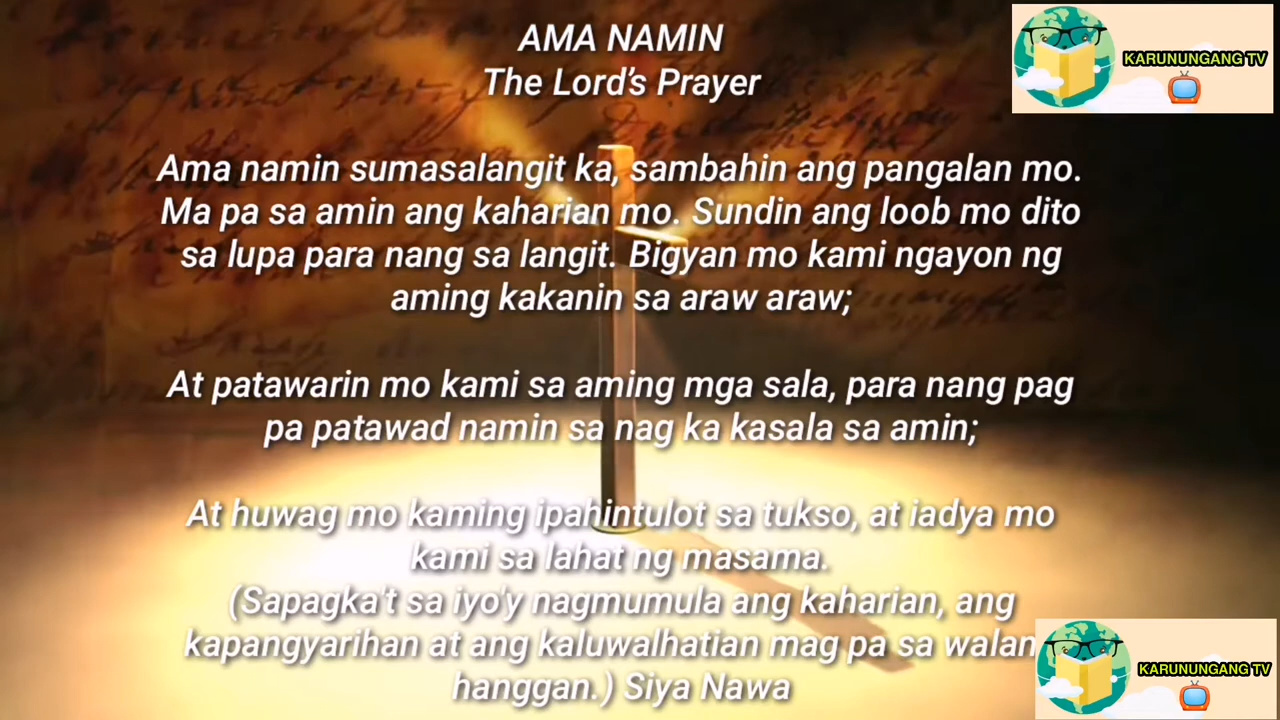 AMA NAMIN
The Lord's Prayer
KARUNUNGANG TV
Ama namin sumasalangit ka, sambahin ang pangalan mo.
Ma pa sa amin ang kaharian mo. Sundin ang loob mo dito
sa lupa para nang sa langit. Bigyan mo kami ngayon ng
aming kakanin sa araw araw;
At patawarin mo kami sa aming mga sala, para nang pag
pa patawad namin sa nag ka kasala sa amin;
At huwag mo kaming ipahintulot sa tukso, at iadya mo
kami sa lahat ng masama.
(Sapagka't sa iyo'y nagmumula ang kaharian, ang
kapangyarihan at ang kaluwalhatian mag pa sa
hanggan.) Siya Nawa
KARUNUNGANG TV